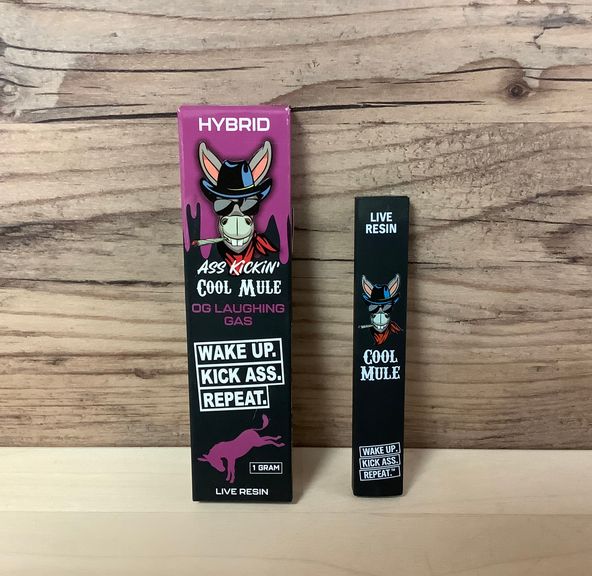 HYBRID
ASS KICKIN'
COOL MULE
OG LAUGHING
GAS
WAKE UP.
KICK ASS.
REPEAT.
1 GRAM
LIVE RESIN
LIVE
RESIN
COOL
MULE
WAKE UP.
KICK ASS.
REPEAT.™